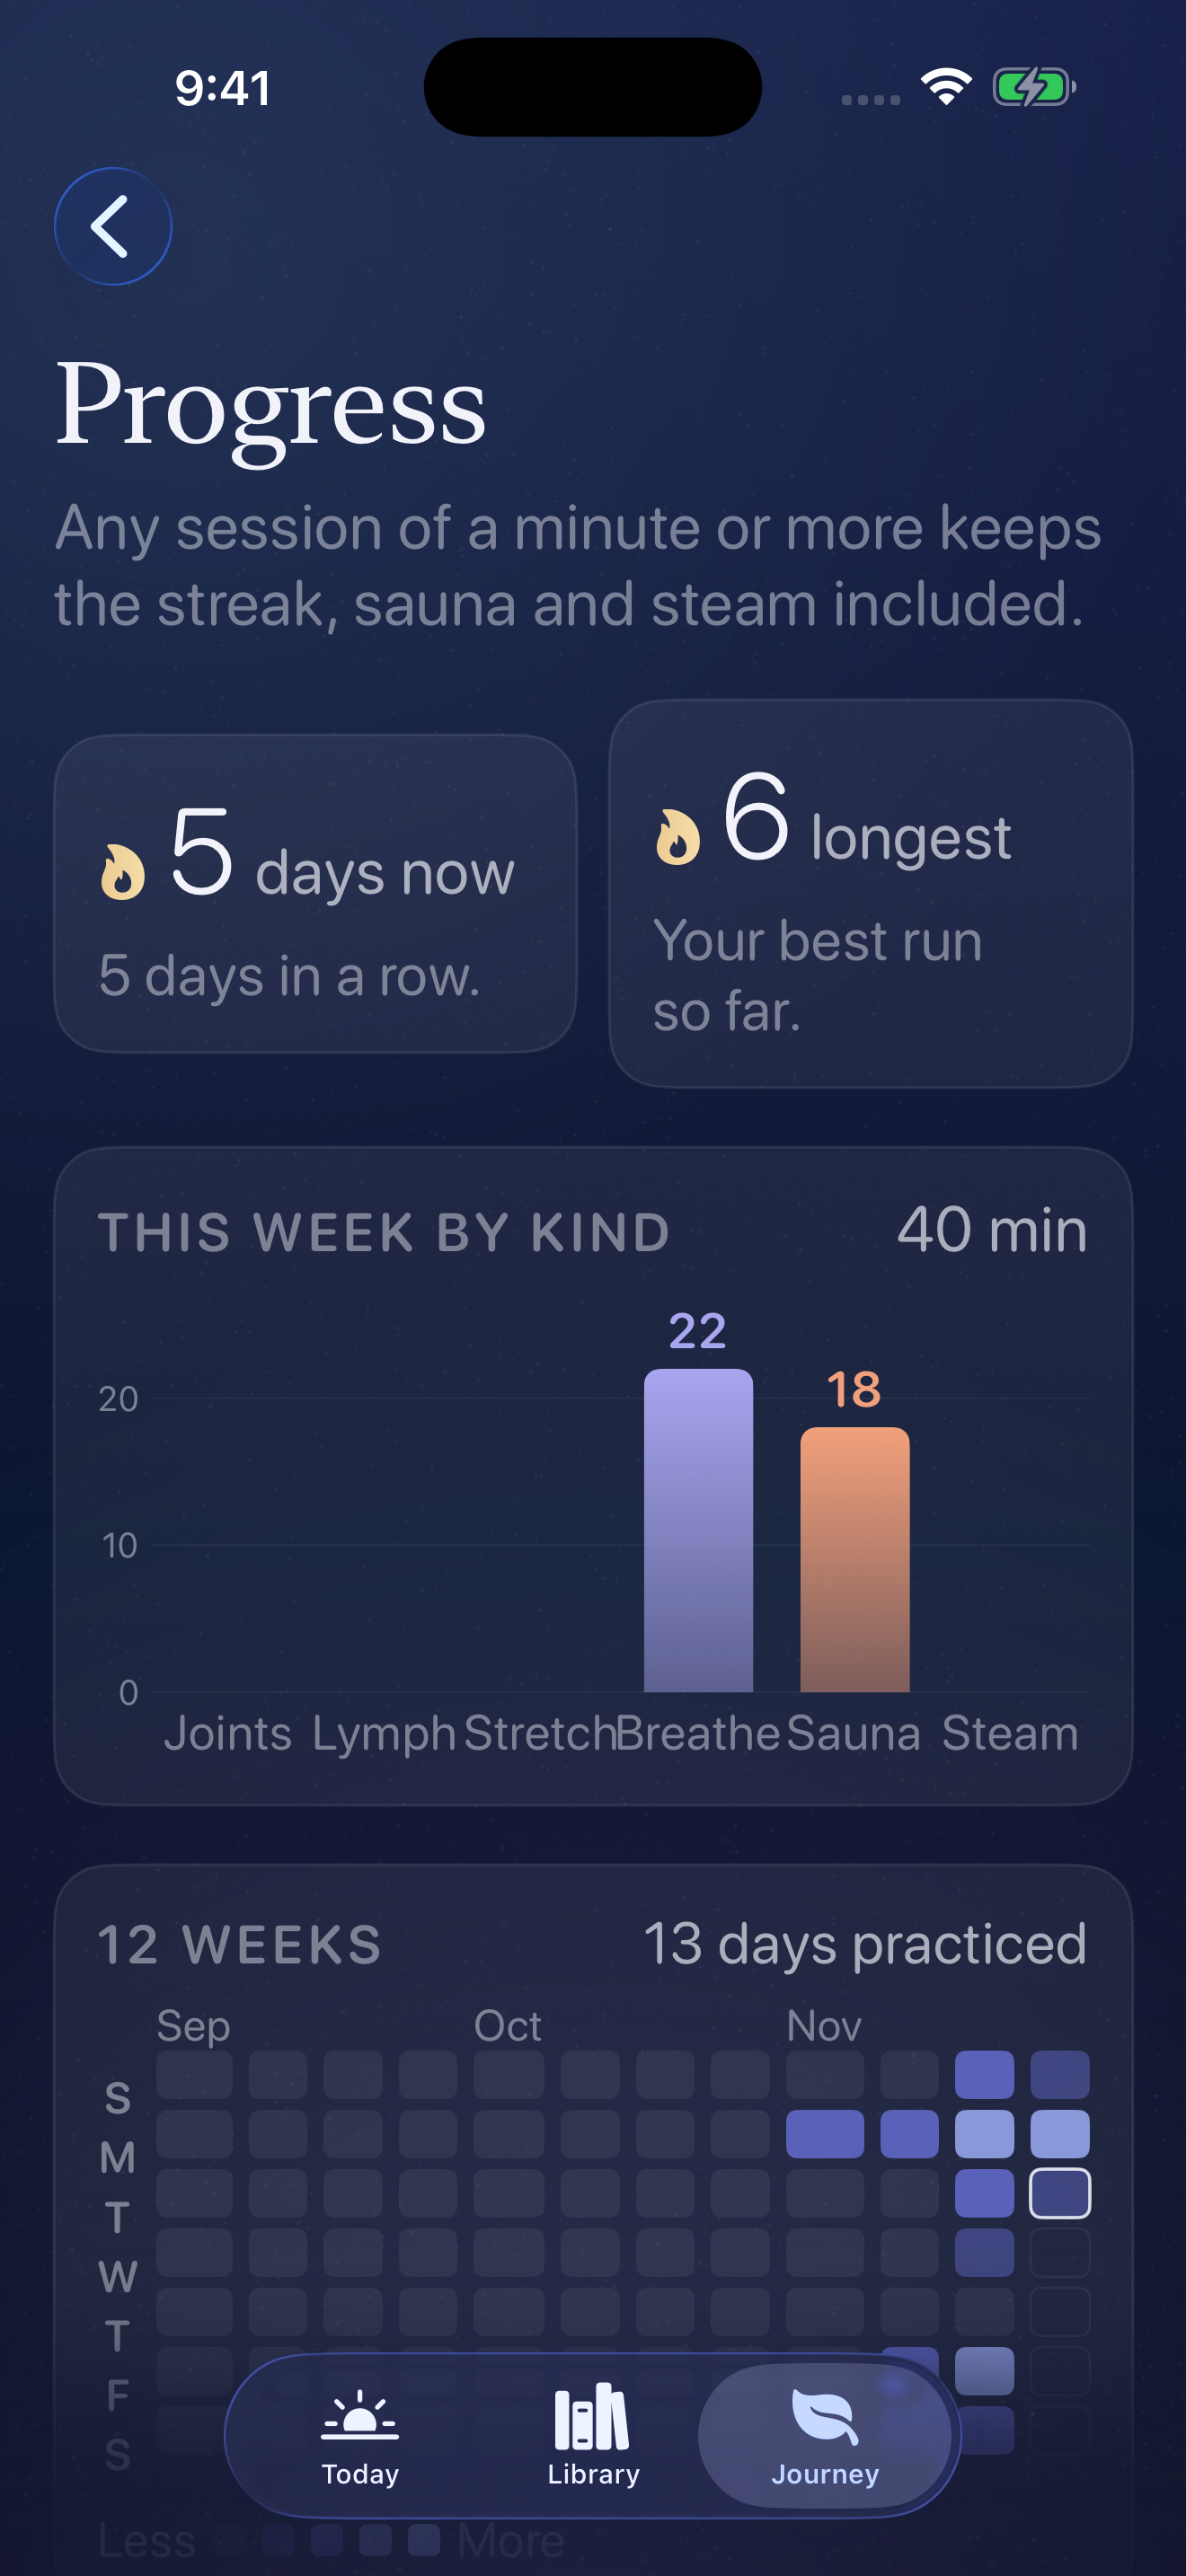 9:41
Progress
Any session of a minute or more keeps
the streak, sauna and steam included.
5 days now
5 days in a row.
6 longest
Your best run
so far.
THIS WEEK BY KIND
40 min
22
18
20
10
0
Joints Lymph Stretch Breathe Sauna Steam
12 WEEKS
13 days practiced
Sep Oct Nov
S
M
T
W
T
F
S
Today Library Journey
Less More